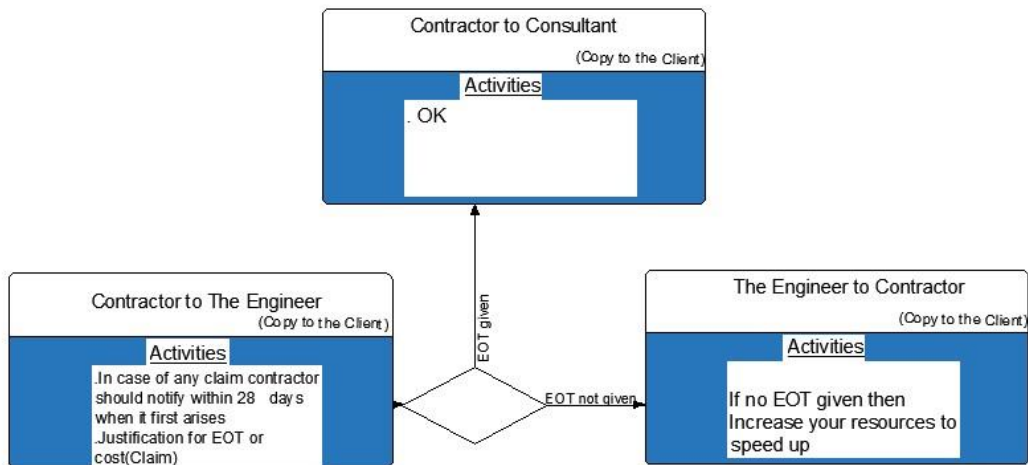 Contractor to Consultant
(Copy to the Client)
Activities
. OK
EOT given
Contractor to The Engineer
(Copy to the Client)
Activities
.In case of any claim contractor
should notify within 28 days
when it first arises
.Justification for EOT or
cost(Claim)
EOT not given
The Engineer to Contractor
(Copy to the Client)
Activities
If no EOT given then
Increase your resources to
speed up